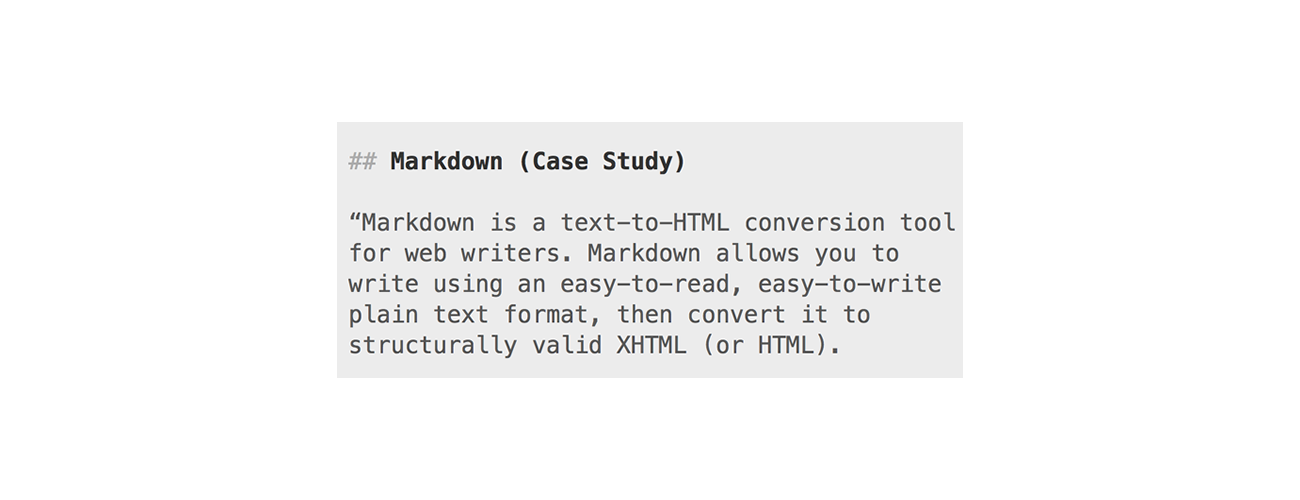 ## Markdown (Case Study)
“Markdown is a text-to-HTML conversion tool
for web writers. Markdown allows you to
write using an easy-to-read, easy-to-write
plain text format, then convert it to
structurally valid XHTML (or HTML).